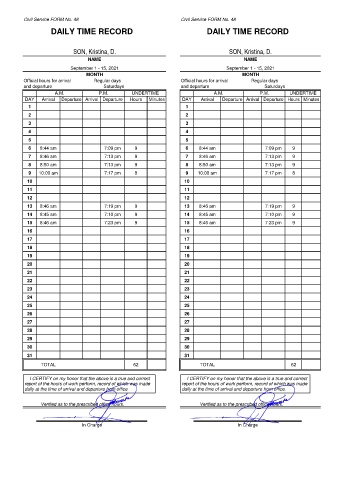 Civil Service FORM No. 48
DAILY TIME RECORD
SON, Kristina, D.
NAME
September 1 - 15, 2021
MONTH
Official hours for arrival Regular days
and departure Saturdays
A.M. P.M. UNDERTIME
DAY Arrival Departure Arrival Departure Hours Minutes
1
2
3
4
5
6 8:44 am 7:09 pm 9
7 8:46 am 7:13 pm 9
8 8:50 am 7:13 pm 9
9 10:00 am 7:17 pm 8
10
11
12
13 8:46 am 7:19 pm 9
14 8:45 am 7:10 pm 9
15 8:46 am 7:23 pm 9
16
17
18
19
20
21
22
23
24
25
26
27
28
29
30
31
TOTAL 62
I CERTIFY on my honor that the above is a true and correct
report of the hours of work perform, record of which was made
daily at the time of arrival and departure from office.
Verified as to the prescribed office hours.
In Charge
Civil Service FORM No. 48
DAILY TIME RECORD
SON, Kristina, D.
NAME
September 1 - 15, 2021
MONTH
Official hours for arrival Regular days
and departure Saturdays
A.M. P.M. UNDERTIME
DAY Arrival Departure Arrival Departure Hours Minutes
1
2
3
4
5
6 8:44 am 7:09 pm 9
7 8:46 am 7:13 pm 9
8 8:50 am 7:13 pm 9
9 10:00 am 7:17 pm 8
10
11
12
13 8:46 am 7:19 pm 9
14 8:45 am 7:10 pm 9
15 8:46 am 7:23 pm 9
16
17
18
19
20
21
22
23
24
25
26
27
28
29
30
31
TOTAL 62
I CERTIFY on my honor that the above is a true and correct
report of the hours of work perform, record of which was made
daily at the time of arrival and departure from office.
Verified as to the prescribed office hours.
In Charge